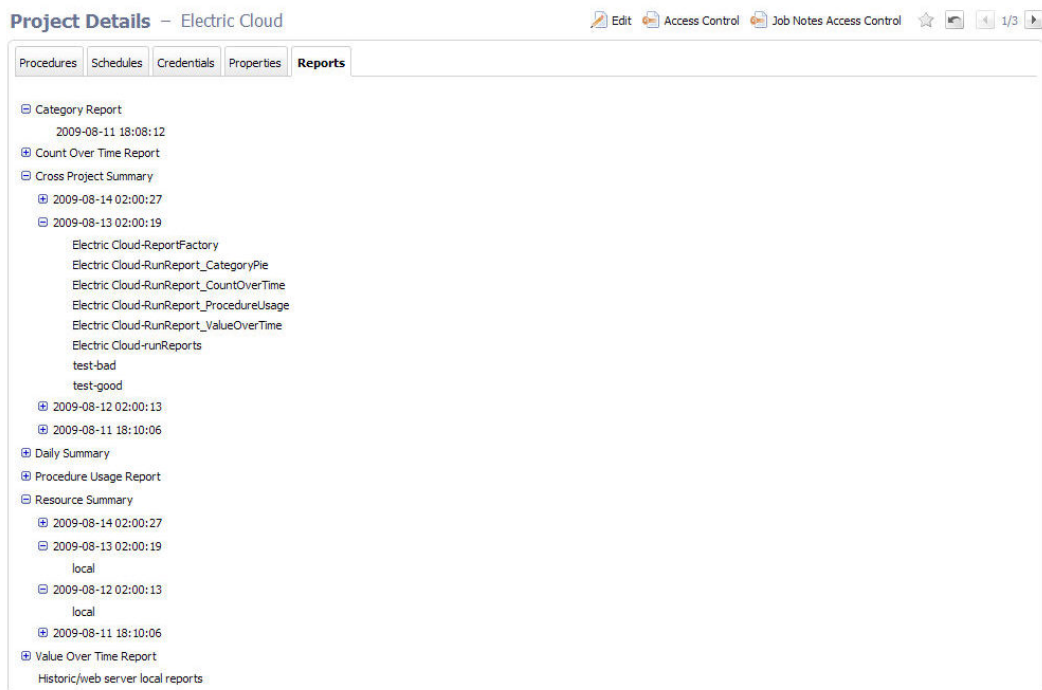 Project Details – Electric Cloud
Edit Access Control Job Notes Access Control 1/3
Procedures Schedules Credentials Properties Reports
Category Report
2009-08-11 18:08:12
Count Over Time Report
Cross Project Summary
2009-08-14 02:00:27
2009-08-13 02:00:19
Electric Cloud-ReportFactory
Electric Cloud-RunReport_CategoryPie
Electric Cloud-RunReport_CountOverTime
Electric Cloud-RunReport_ProcedureUsage
Electric Cloud-RunReport_ValueOverTime
Electric Cloud-runReports
test-bad
test-good
2009-08-12 02:00:13
2009-08-11 18:10:06
Daily Summary
Procedure Usage Report
Resource Summary
2009-08-14 02:00:27
2009-08-13 02:00:19
local
2009-08-12 02:00:13
local
2009-08-11 18:10:06
Value Over Time Report
Historic/web server local reports